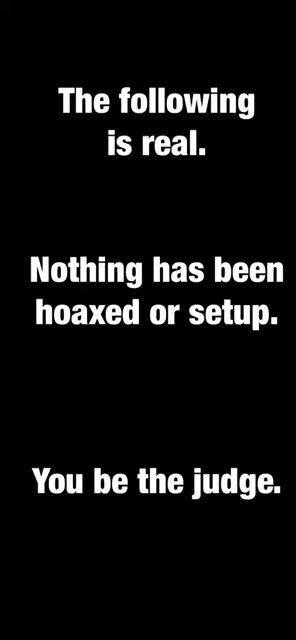 The following
is real.
Nothing has been
hoaxed or setup.
You be the judge.